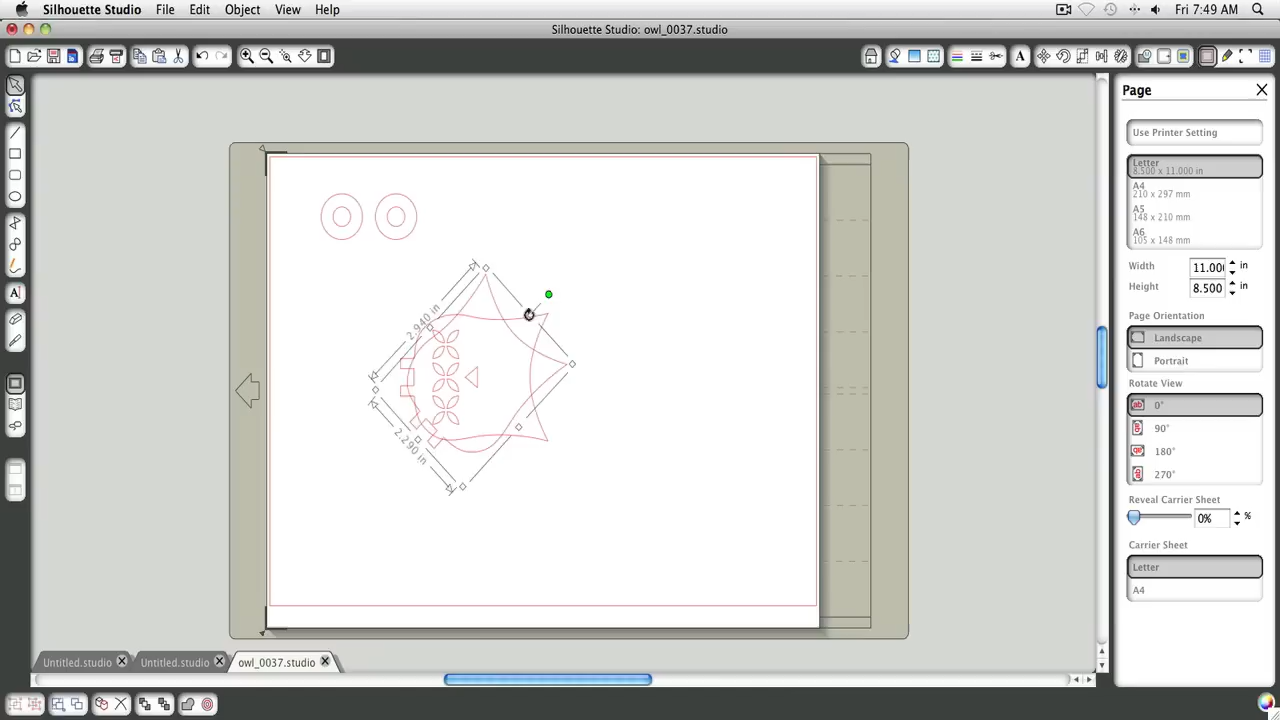 Silhouette Studio File Edit Object View Help
Fri 7:49 AM
Silhouette Studio: owl_0037.studio
A
Page
Use Printer Setting
Letter
8.500 x 11.000 in
A4
210 x 297 mm
A5
148 x 210 mm
A6
105 x 148 mm
Width 11.00 in
Height 8.500 in
Page Orientation
Landscape
Portrait
Rotate View
0°
90°
180°
270°
Reveal Carrier Sheet
0% %
Carrier Sheet
Letter
A4
2.940 in
2.290 in
Untitled.studio Untitled.studio owl_0037.studio